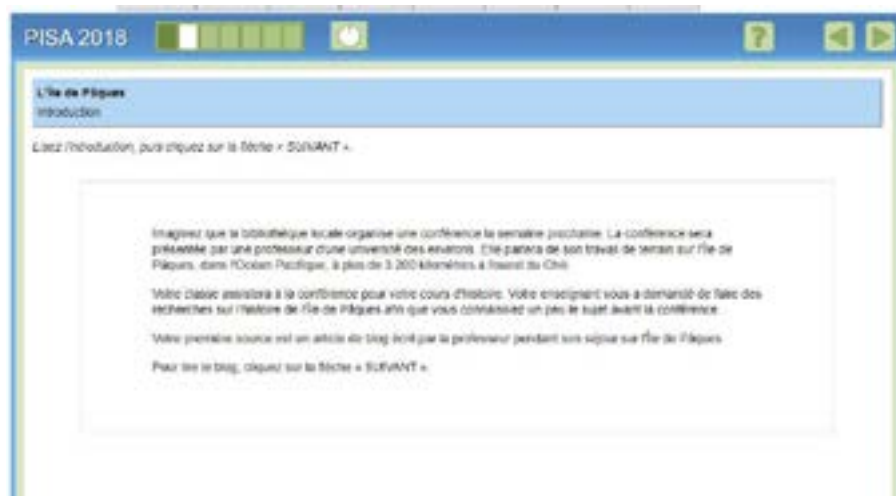 PISA 2018
?
L'Île de Pâques
Introduction
Lisez l'introduction, puis cliquez sur la flèche « SUIVANT ».
Imaginez que la bibliothèque locale organise une conférence la semaine prochaine. La conférence sera
présentée par une professeur d'une université des environs. Elle parlera de son travail de terrain sur l'Île de
Pâques, dans l'Océan Pacifique, à plus de 3 200 kilomètres à l'ouest du Chili.
Votre classe assistera à la conférence pour votre cours d'histoire. Votre enseignant vous a demandé de faire des
recherches sur l'histoire de l'Île de Pâques afin que vous connaissiez un peu le sujet avant la conférence.
Votre première source est un article de blog écrit par la professeur pendant son séjour sur l'Île de Pâques.
Pour lire le blog, cliquez sur la flèche « SUIVANT ».